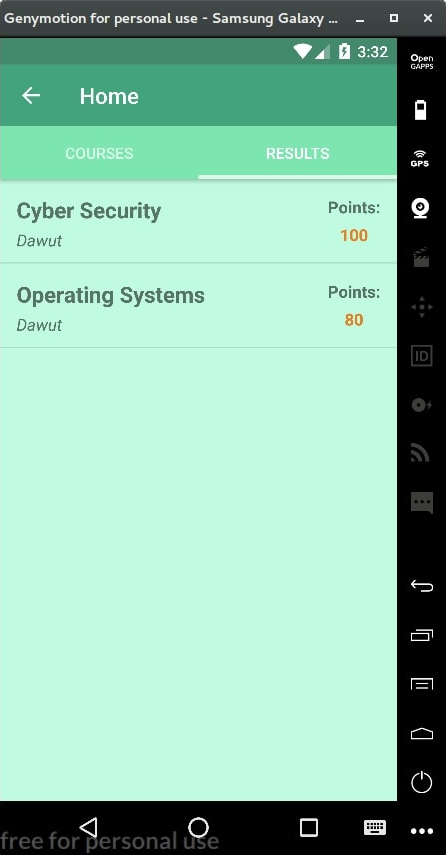 Genymotion for personal use - Samsung Galaxy ...
3:32
Open
GAPPS
Home
GPS
COURSES
RESULTS
Cyber Security
Points:
Dawut
100
Operating Systems
Points:
Dawut
80
ID
free for personal use